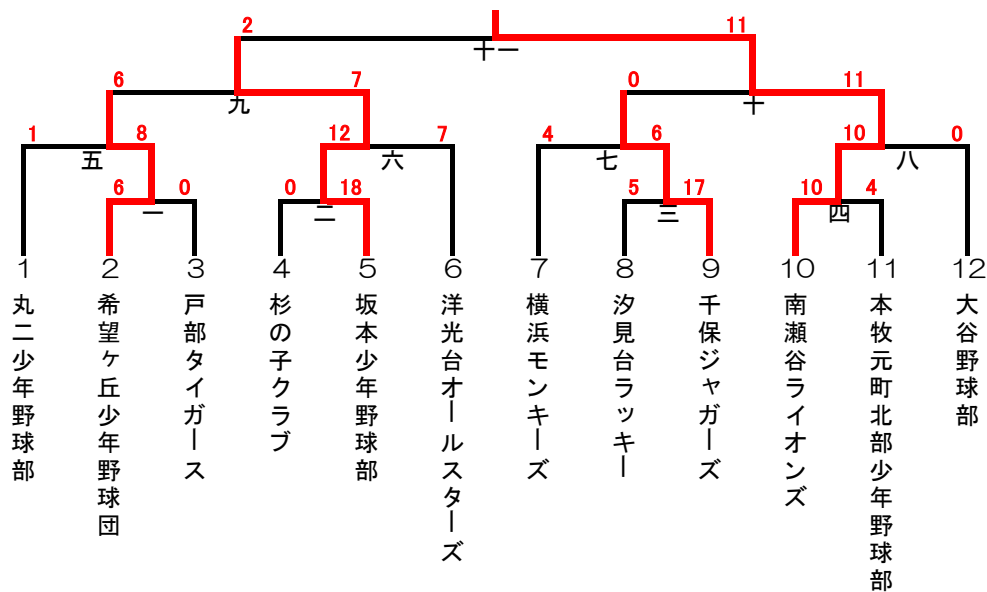 2 11
十一
6 7 0 11
九 十
1 8 12 7 4 6 10 0
五 六 七 八
6 0 0 18 5 17 10 4
一 二 三 四
1 2 3 4 5 6 7 8 9 10 11 12
丸二少年野球部
希望ヶ丘少年野球団
戸部タイガース
杉の子クラブ
坂本少年野球部
洋光台オールスターズ
横浜モンキーズ
汐見台ラッキー
千保ジャガーズ
南瀬谷ライオンズ
本牧元町北部少年野球部
大谷野球部